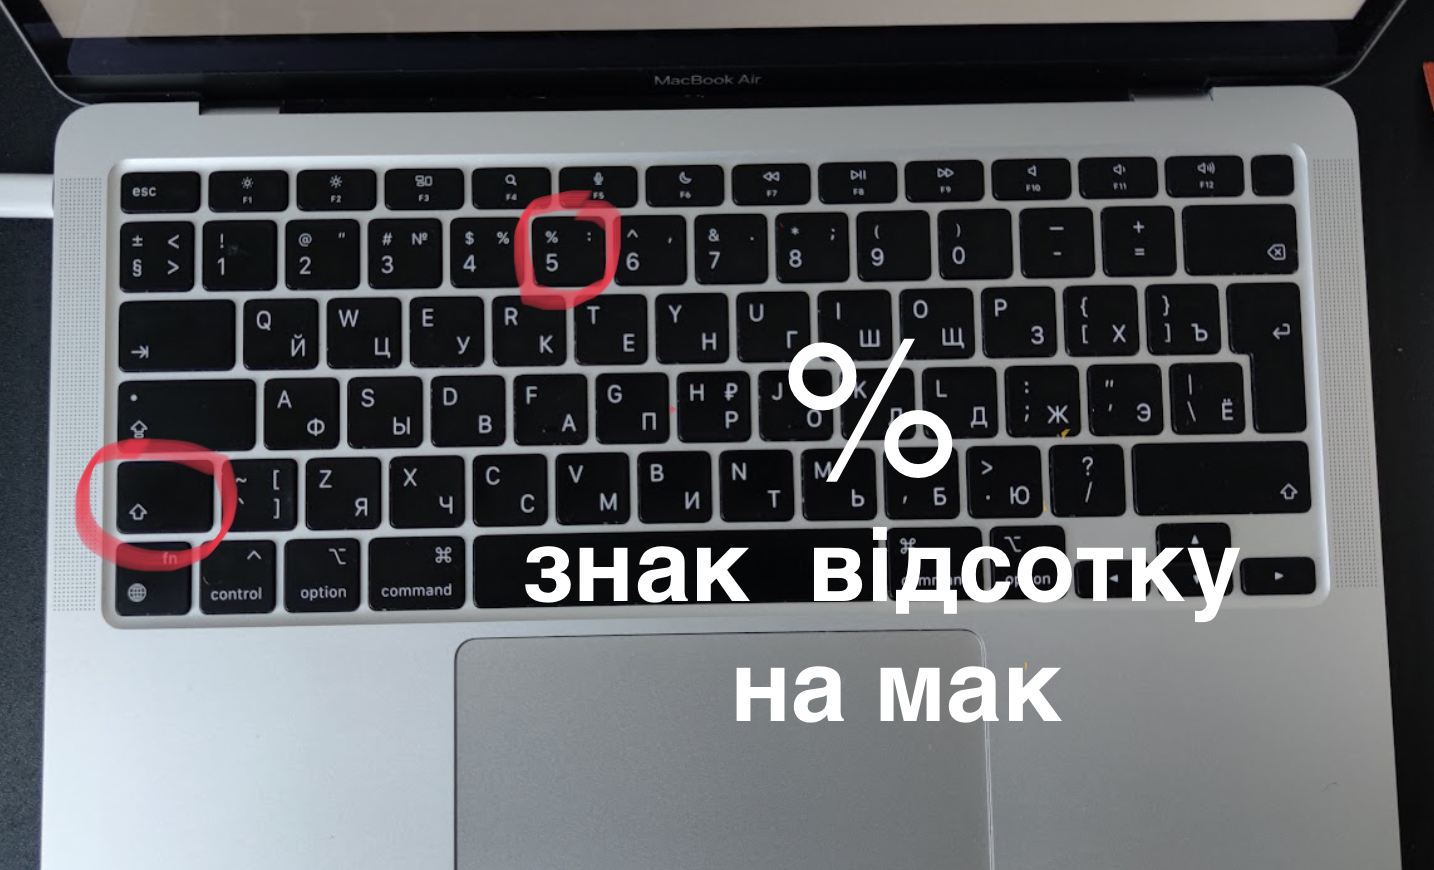 MacBook Air
esc F1 F2 F3 F4 F5 F6 F7 F8 F9 F10 F11 F12
± < ! @ " # № $ % % : ^ , & . * ; ( ) — +
§ > 1 2 3 4 5 6 7 8 9 0 - =
Q W E R T Y U I O P { }
Й Ц У К Е Н Г Ш Щ З [ Х ] Ъ
A S D F G H ₽ J K L : " |
Ф Ы В А П Р О Д ; Ж ' Э \ Ё
~ [ Z X C V B N M > ?
` ] Я Ч С М И Т Ь , Б . Ю /
%
fn ^ ⌥ ⌘ ⌘ ⌥
control option command command option
знак відсотку
на мак